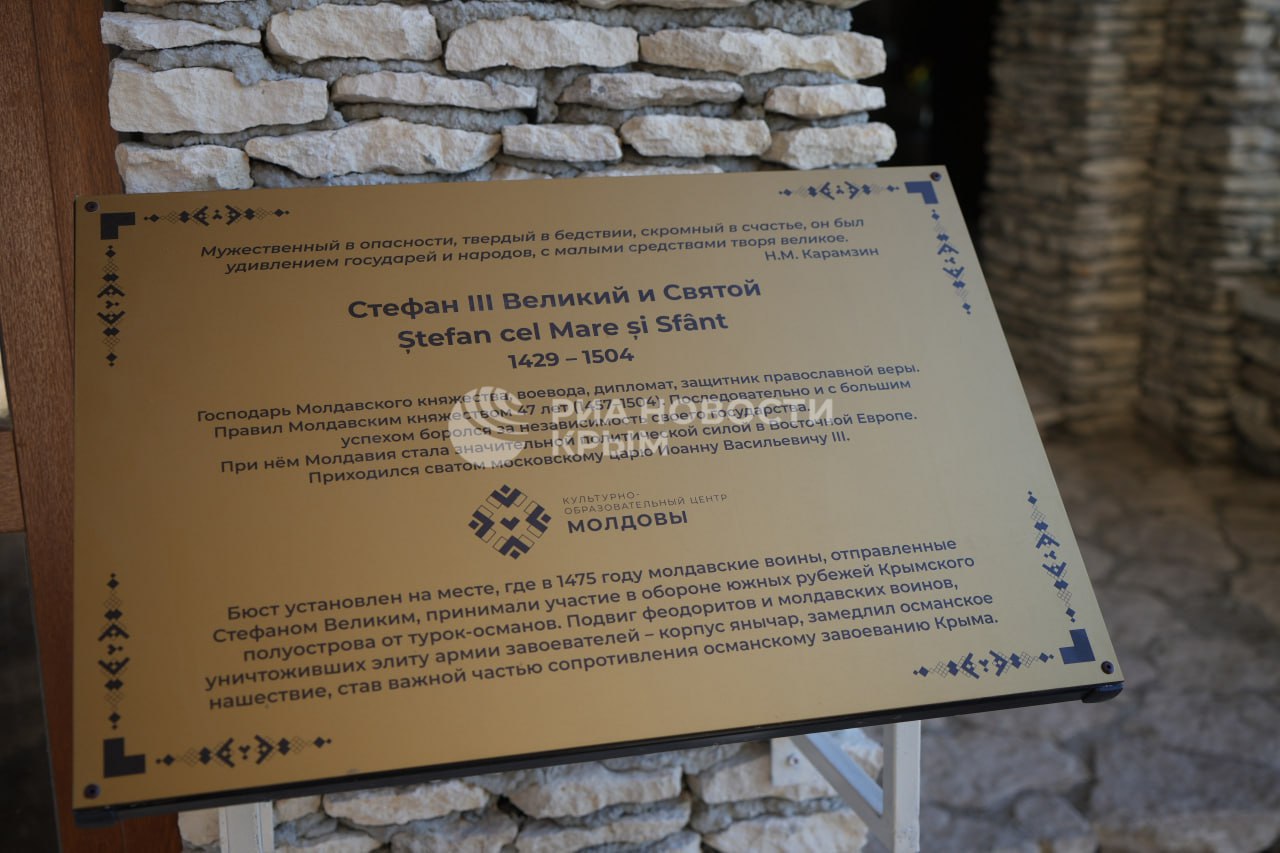 Мужественный в опасности, твердый в бедствии, скромный в счастье, он был
удивлением государей и народов, с малыми средствами творя великое.
Н.М. Карамзин
Стефан III Великий и Святой
Ștefan cel Mare și Sfânt
1429 – 1504
Господарь Молдавского княжества, воевода, дипломат, защитник православной веры.
Правил Молдавским княжеством 47 лет (1457-1504). Последовательно и с большим
успехом боролся за независимость своего государства.
При нём Молдавия стала значительной политической силой в Восточной Европе.
Приходился сватом московскому царю Иоанну Васильевичу III.
РИА НОВОСТИ
КРЫМ
КУЛЬТУРНО-
ОБРАЗОВАТЕЛЬНЫЙ ЦЕНТР
МОЛДОВЫ
Бюст установлен на месте, где в 1475 году молдавские воины, отправленные
Стефаном Великим, принимали участие в обороне южных рубежей Крымского
полуострова от турок-османов. Подвиг феодоритов и молдавских воинов,
уничтоживших элиту армии завоевателей – корпус янычар, замедлил османское
нашествие, став важной частью сопротивления османскому завоеванию Крыма.